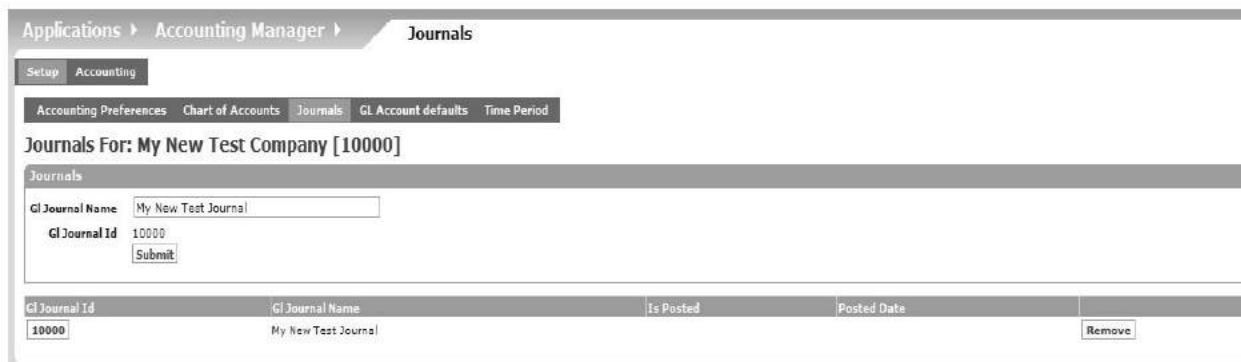 Applications Accounting Manager Journals
Setup Accounting
Accounting Preferences Chart of Accounts Journals GL Account defaults Time Period
Journals For: My New Test Company [10000]
Journals
Gl Journal Name My New Test Journal
Gl Journal Id 10000
Submit
Gl Journal Id Gl Journal Name Is Posted Posted Date
10000 My New Test Journal Remove